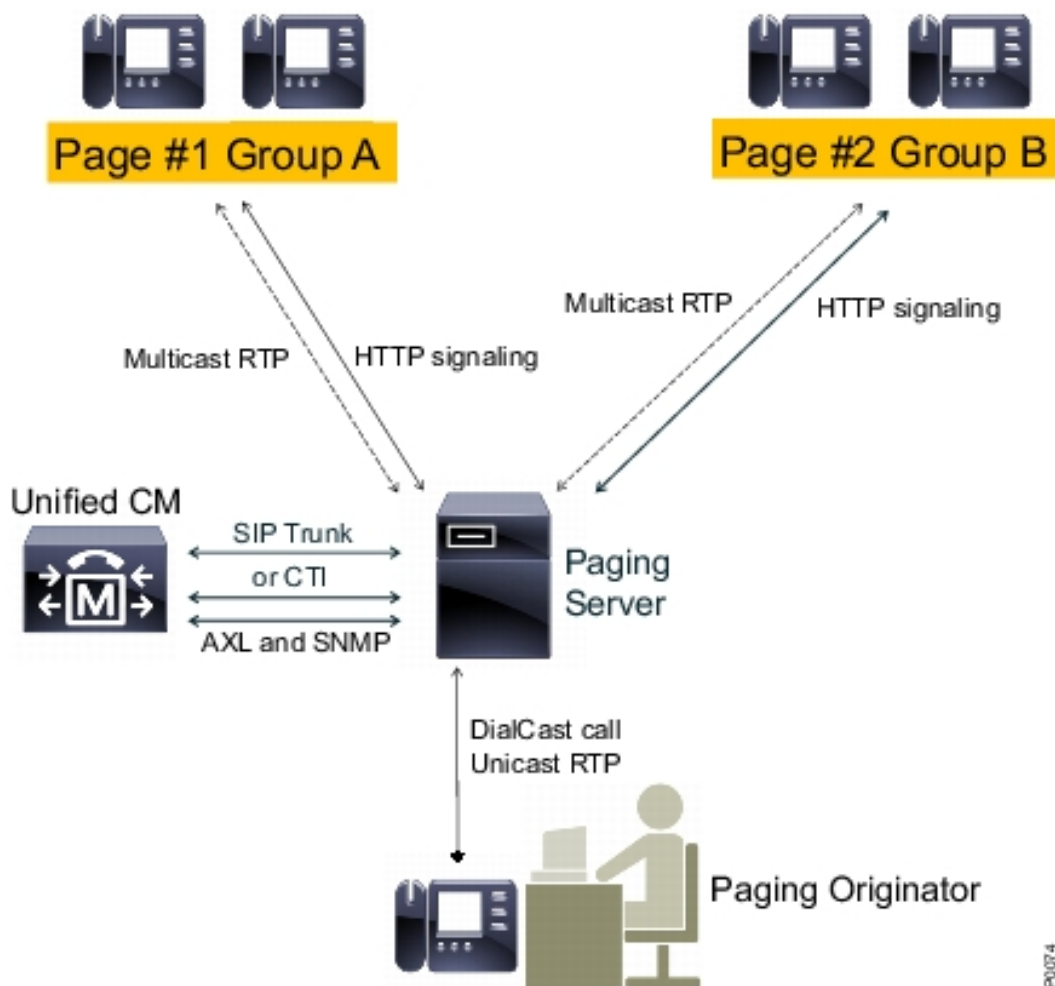 Page #1 Group A
Page #2 Group B
Multicast RTP
HTTP signaling
Multicast RTP
HTTP signaling
Unified CM
M
SIP Trunk
or CTI
AXL and SNMP
Paging
Server
DialCast call
Unicast RTP
Paging Originator
P0074